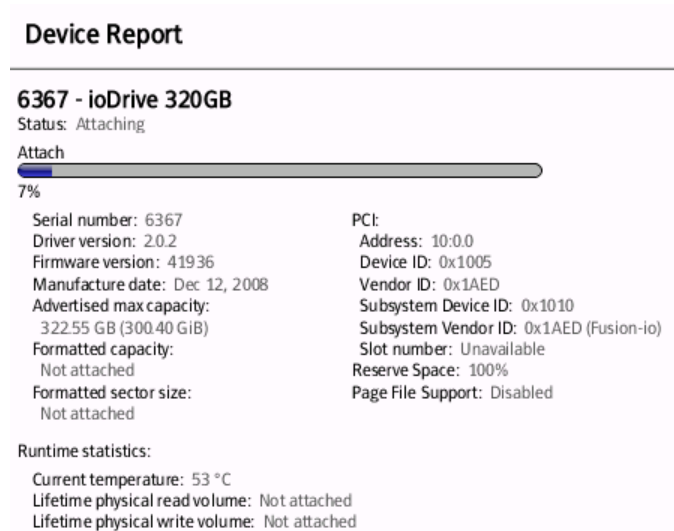 Device Report
6367 - ioDrive 320GB
Status: Attaching
Attach
7%
Serial number: 6367
Driver version: 2.0.2
Firmware version: 41936
Manufacture date: Dec 12, 2008
Advertised max capacity:
322.55 GB (300.40 GiB)
Formatted capacity:
Not attached
Formatted sector size:
Not attached
PCI:
Address: 10:0.0
Device ID: 0x1005
Vendor ID: 0x1AED
Subsystem Device ID: 0x1010
Subsystem Vendor ID: 0x1AED (Fusion-io)
Slot number: Unavailable
Reserve Space: 100%
Page File Support: Disabled
Runtime statistics:
Current temperature: 53 °C
Lifetime physical read volume: Not attached
Lifetime physical write volume: Not attached